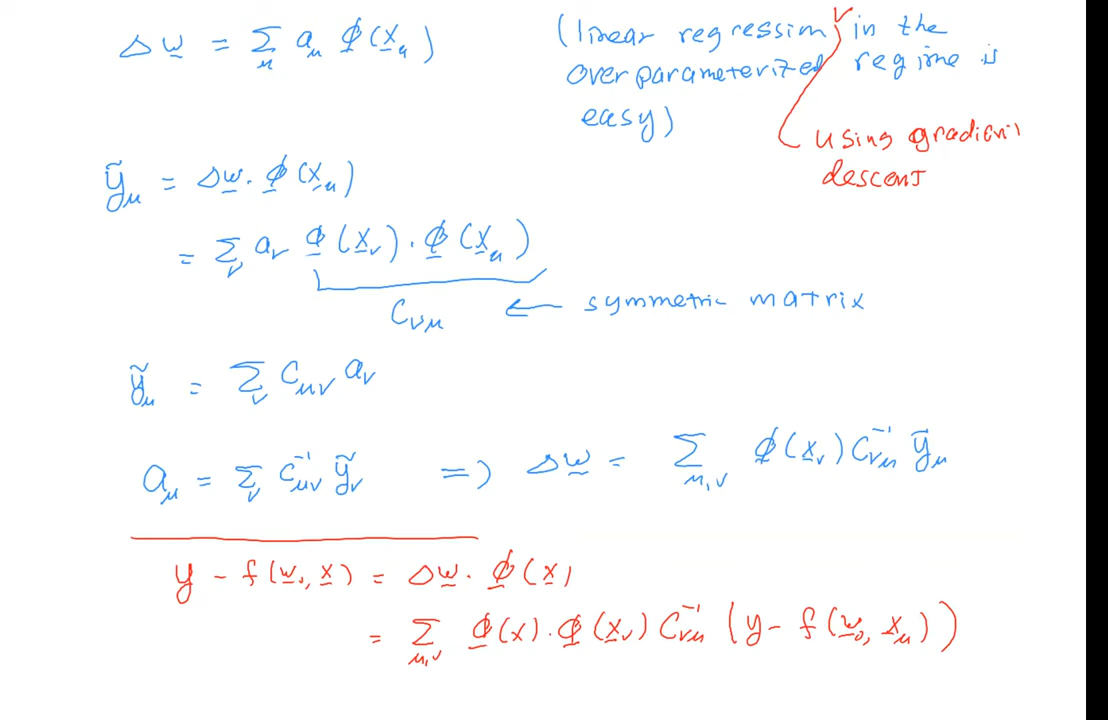 Δw = Σ_μ a_μ ϕ(x_μ)
(linear regression ∨ in the
overparameterized regime is
easy)
using gradient
descent
ỹ_μ = Δw · ϕ(x_μ)
= Σ_ν a_ν ϕ(x_ν) · ϕ(x_μ)
C_νμ ← symmetric matrix
ỹ_μ = Σ_ν C_μν a_ν
a_μ = Σ_ν C⁻¹_μν ỹ_ν ⇒ Δw = Σ_μ,ν ϕ(x_ν) C⁻¹_νμ ỹ_μ
y - f(w₀, x) = Δw · ϕ(x)
= Σ_μ,ν ϕ(x) · ϕ(x_ν) C⁻¹_νμ (y - f(w₀, x_μ))